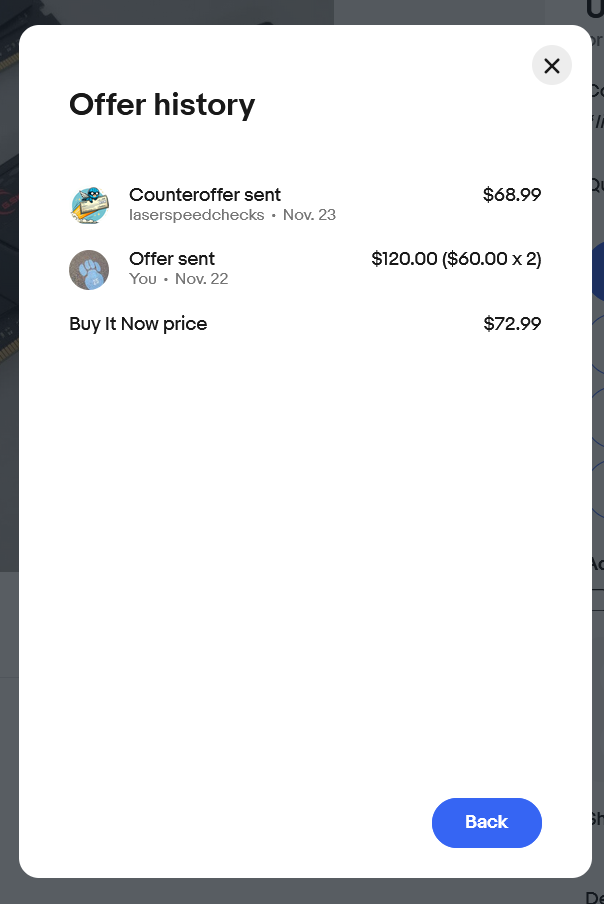 Offer history
Counteroffer sent
$68.99
laserspeedchecks • Nov. 23
Offer sent
$120.00 ($60.00 x 2)
You • Nov. 22
Buy It Now price
$72.99
Back